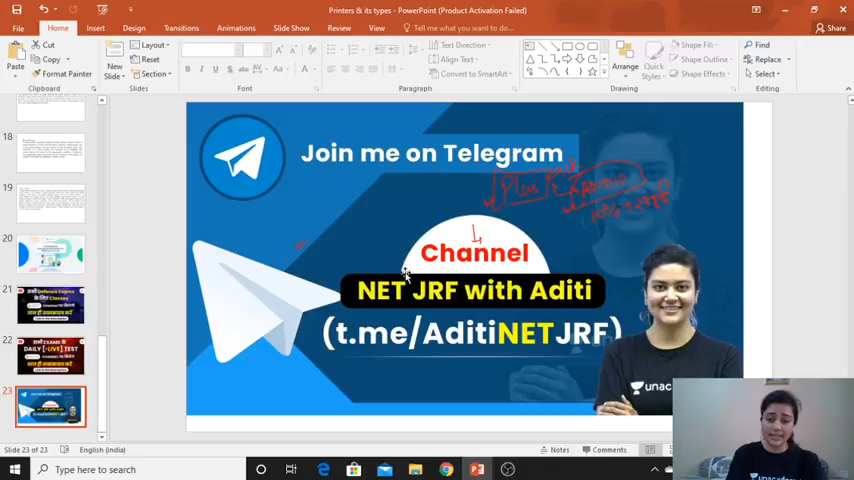 Printers & its types - PowerPoint (Product Activation Failed)
File Home Insert Design Transitions Animations Slide Show Review View Tell me what you want to do... Share
Paste
Cut
Copy
Format Painter
Clipboard
New Slide
Layout
Reset
Section
Slides
B I U S abc AV Aa A
Font
Text Direction
Align Text
Convert to SmartArt
Paragraph
Arrange
Quick Styles
Shape Fill
Shape Outline
Shape Effects
Drawing
Find
Replace
Select
Editing
18
19
20
21
22
23
Join me on Telegram
Plus
Channel
NET JRF with Aditi
(t.me/AditiNETJRF)
unacademy
Slide 23 of 23 English (India) Notes Comments
Type here to search